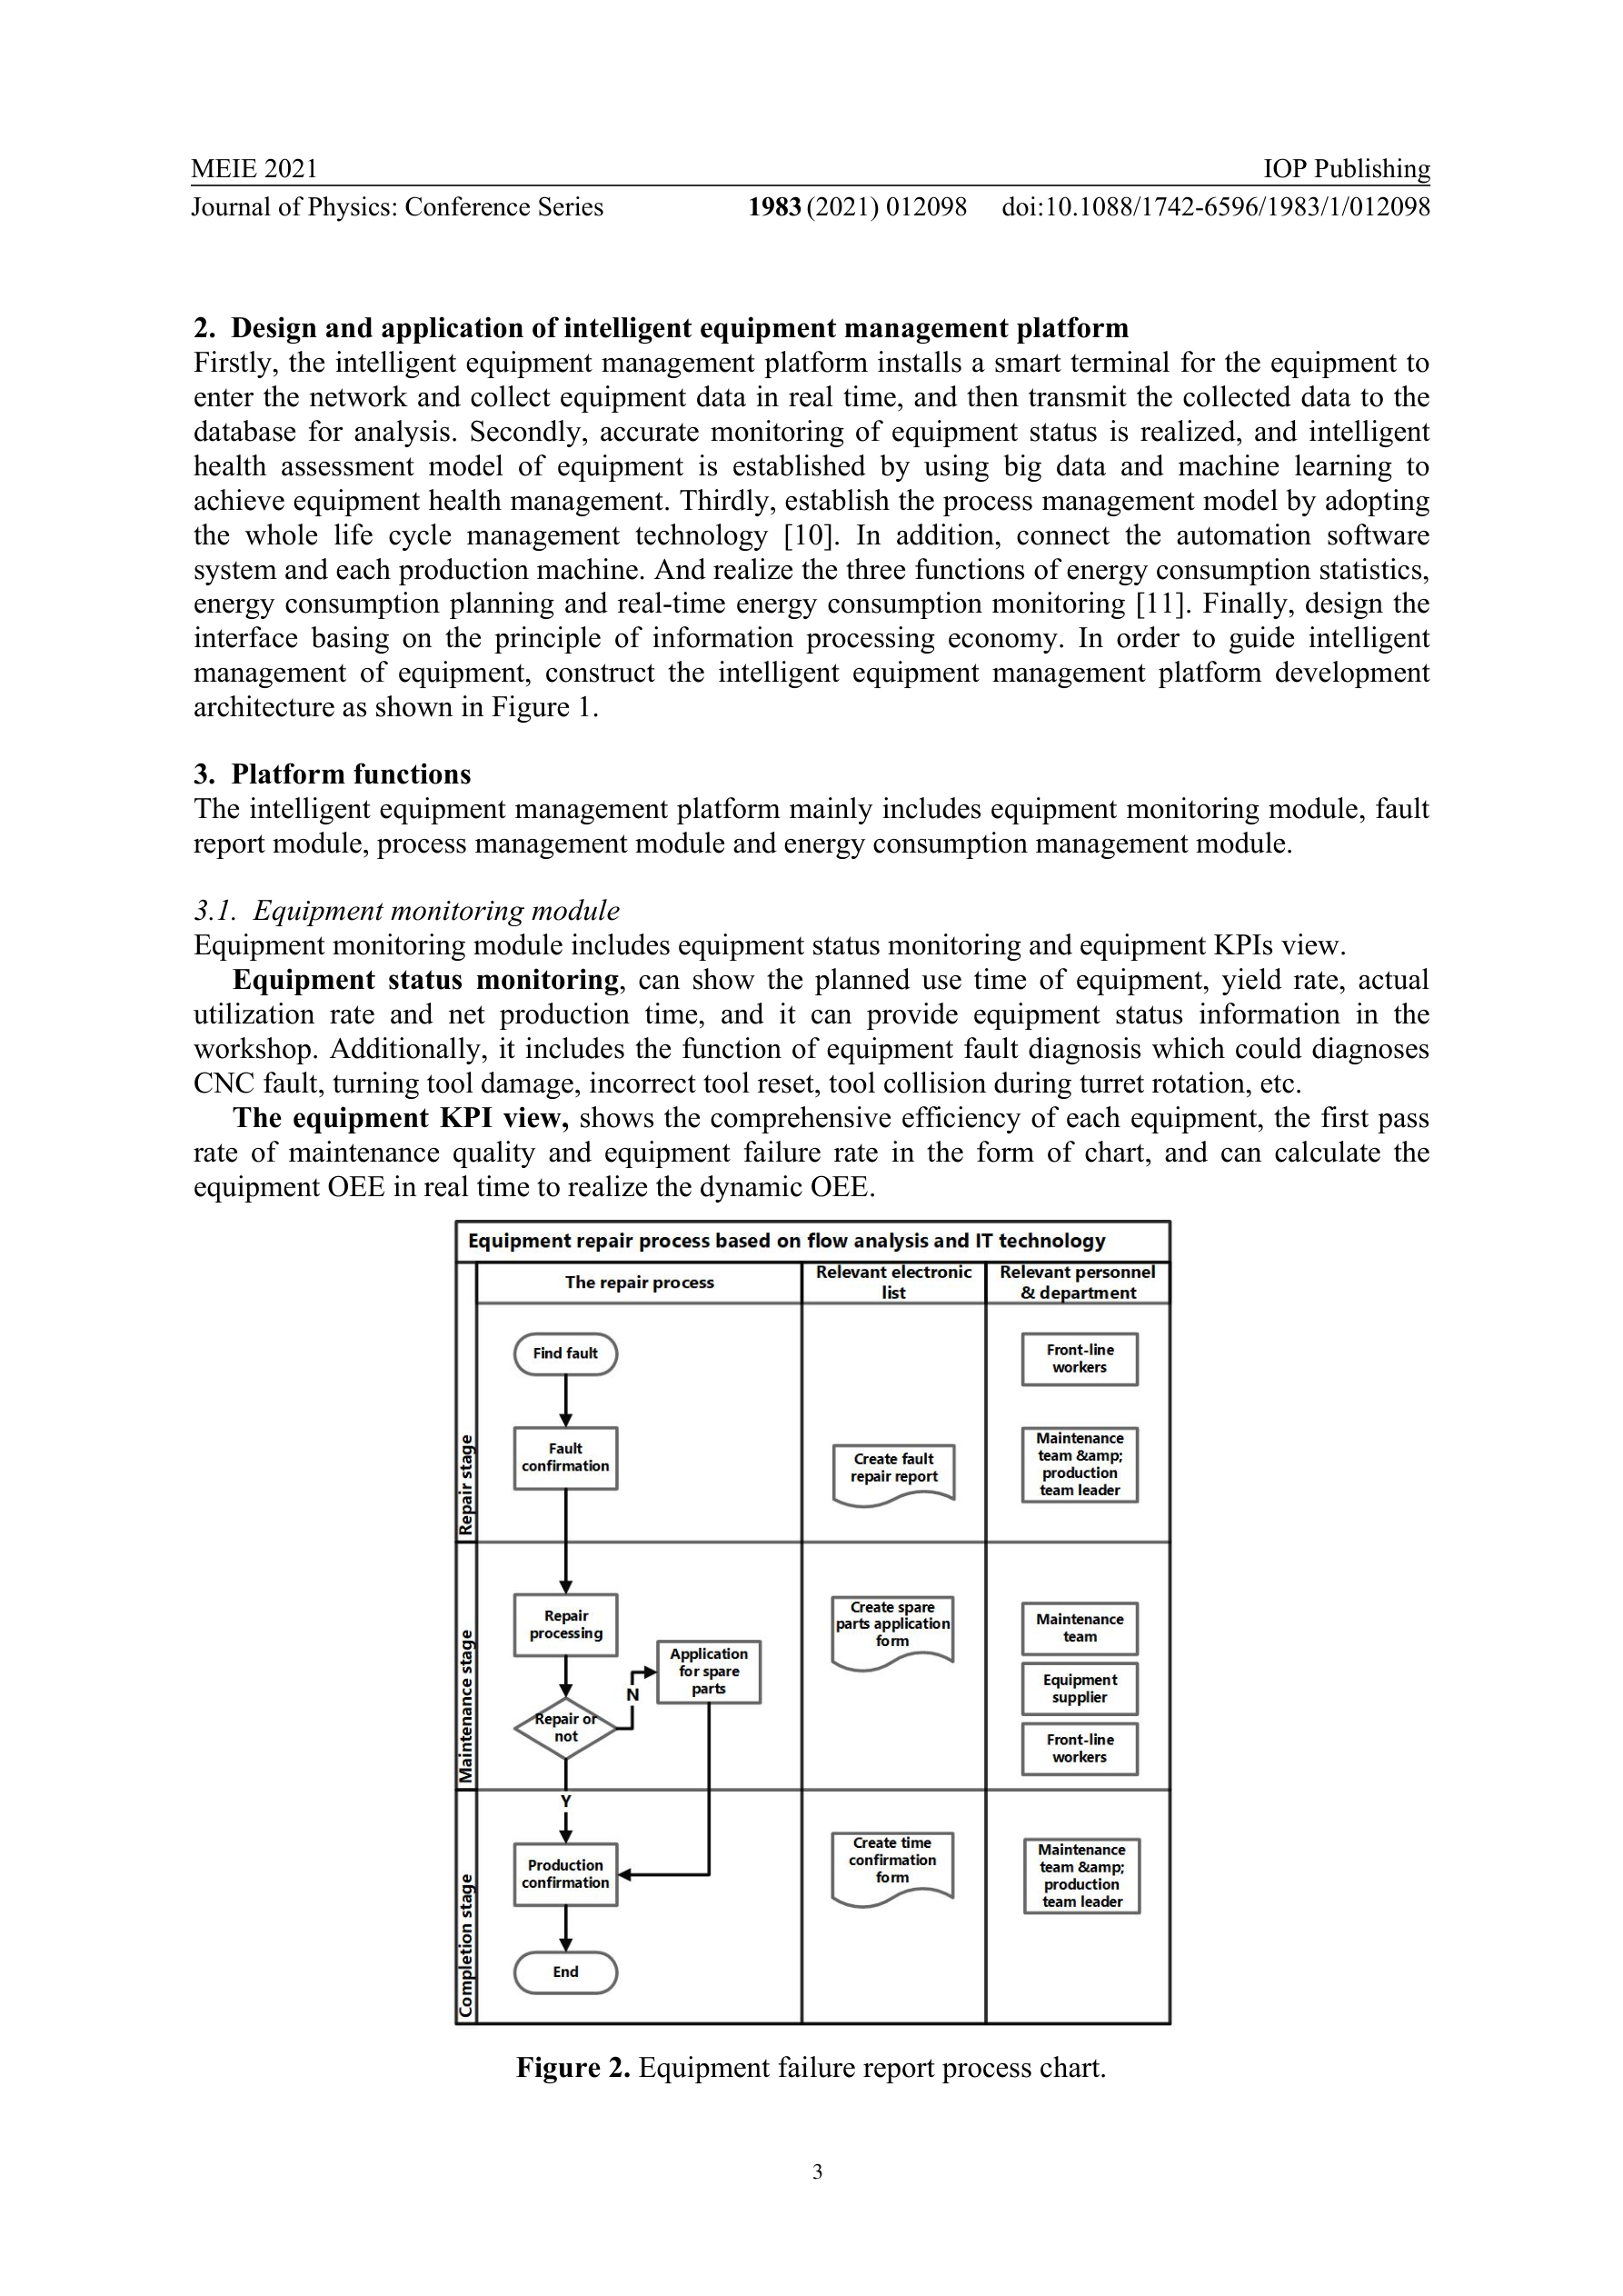 MEIE 2021 IOP Publishing
Journal of Physics: Conference Series 1983 (2021) 012098 doi:10.1088/1742-6596/1983/1/012098
2. Design and application of intelligent equipment management platform
Firstly, the intelligent equipment management platform installs a smart terminal for the equipment to
enter the network and collect equipment data in real time, and then transmit the collected data to the
database for analysis. Secondly, accurate monitoring of equipment status is realized, and intelligent
health assessment model of equipment is established by using big data and machine learning to
achieve equipment health management. Thirdly, establish the process management model by adopting
the whole life cycle management technology [10]. In addition, connect the automation software
system and each production machine. And realize the three functions of energy consumption statistics,
energy consumption planning and real-time energy consumption monitoring [11]. Finally, design the
interface basing on the principle of information processing economy. In order to guide intelligent
management of equipment, construct the intelligent equipment management platform development
architecture as shown in Figure 1.
3. Platform functions
The intelligent equipment management platform mainly includes equipment monitoring module, fault
report module, process management module and energy consumption management module.
3.1. Equipment monitoring module
Equipment monitoring module includes equipment status monitoring and equipment KPIs view.
Equipment status monitoring, can show the planned use time of equipment, yield rate, actual
utilization rate and net production time, and it can provide equipment status information in the
workshop. Additionally, it includes the function of equipment fault diagnosis which could diagnoses
CNC fault, turning tool damage, incorrect tool reset, tool collision during turret rotation, etc.
The equipment KPI view, shows the comprehensive efficiency of each equipment, the first pass
rate of maintenance quality and equipment failure rate in the form of chart, and can calculate the
equipment OEE in real time to realize the dynamic OEE.
Equipment repair process based on flow analysis and IT technology
The repair process
Relevant electronic
list
Relevant personnel
& department
Repair stage
Find fault
Front-line
workers
Fault
confirmation
Create fault
repair report
Maintenance
team &amp;
production
team leader
Maintenance stage
Repair
processing
Application
for spare
parts
N
Repair or
not
Create spare
parts application
form
Maintenance
team
Equipment
supplier
Front-line
workers
Completion stage
Y
Production
confirmation
End
Create time
confirmation
form
Maintenance
team &amp;
production
team leader
Figure 2. Equipment failure report process chart.
3